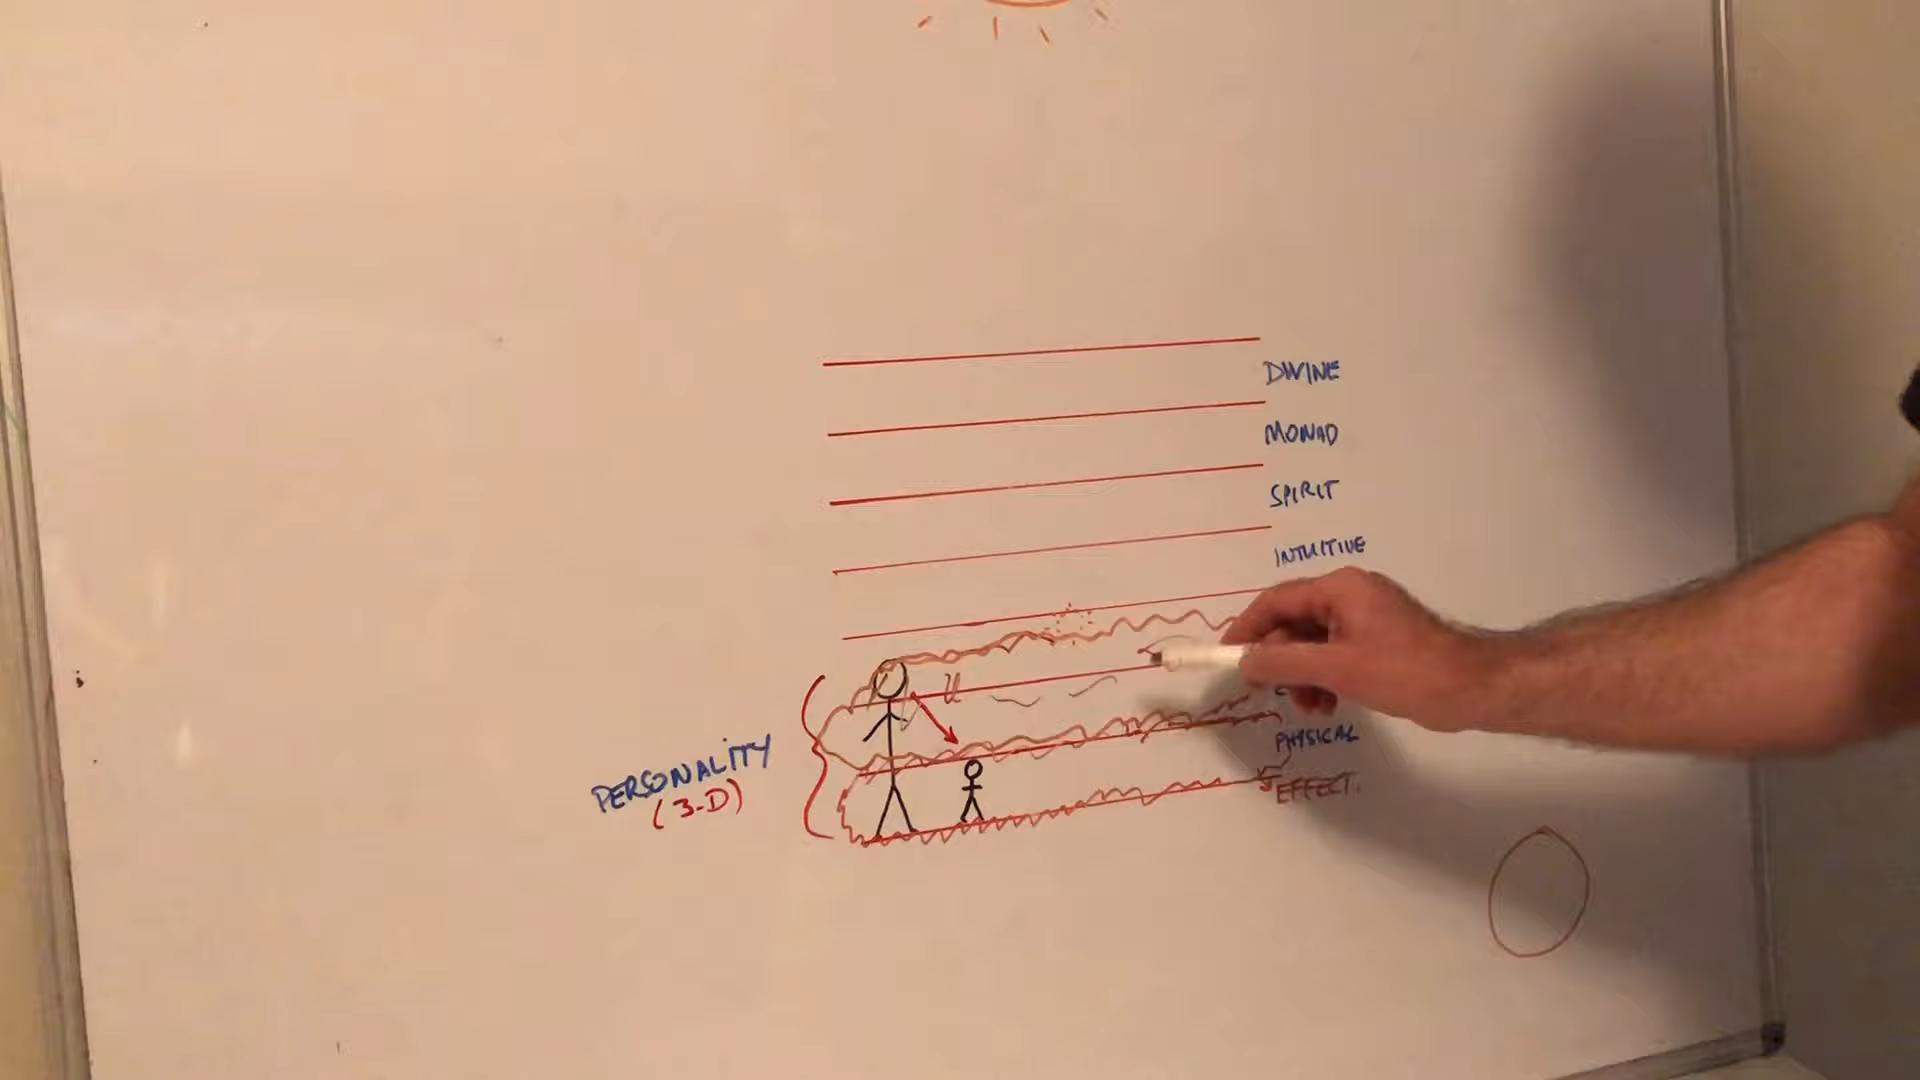 DIVINE
MONAD
SPIRIT
INTUITIVE
PHYSICAL
EFFECT.
PERSONALITY
(3-D)